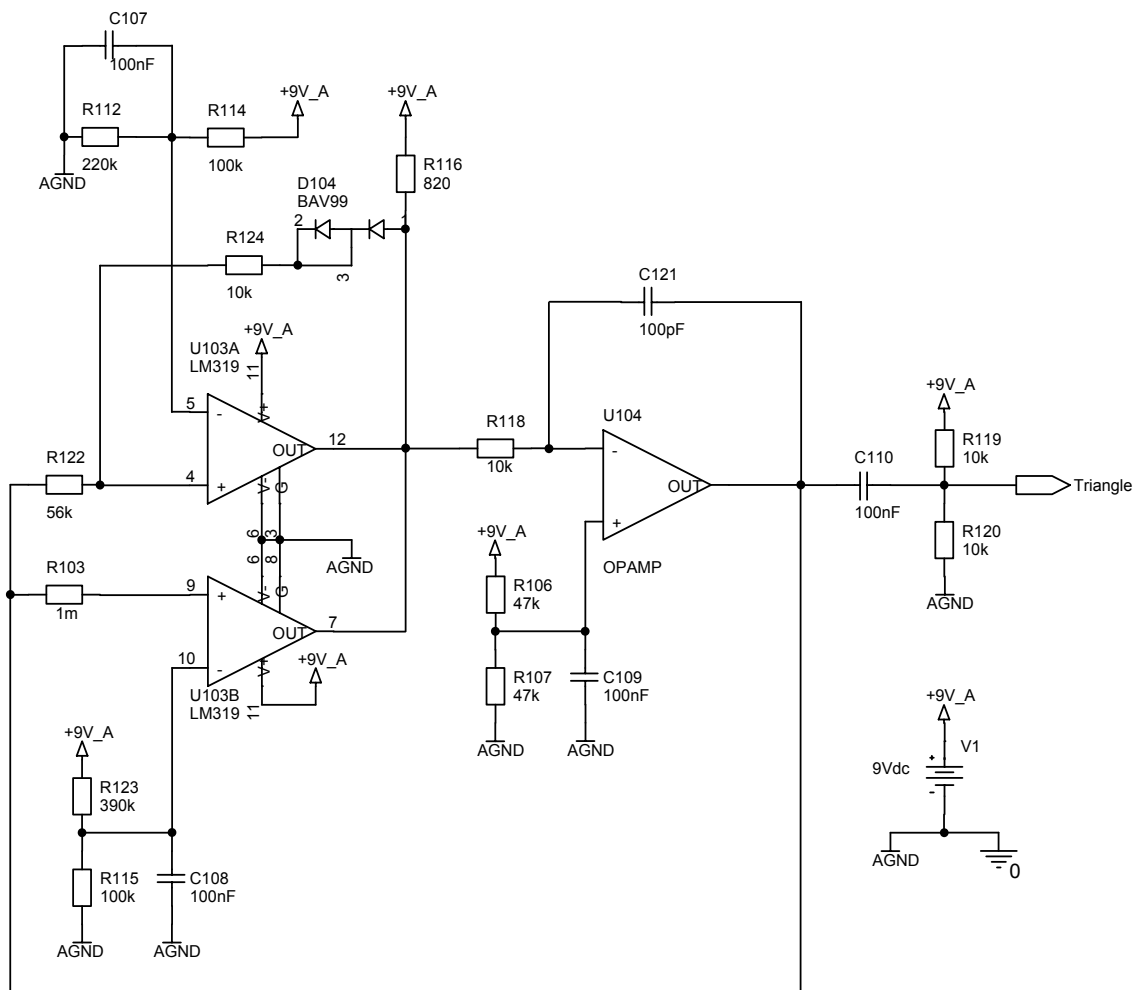 C107
100nF
+9V_A
+9V_A
R112
R114
220k
100k
AGND
R116
820
D104
BAV99
2
1
3
R124
10k
C121
100pF
+9V_A
U103A
LM319
11
V+
5
-
OUT
12
4
+
V-
G
R122
56k
R118
10k
U104
-
OUT
+
OPAMP
+9V_A
R119
10k
C110
100nF
Triangle
R120
10k
AGND
6
3
AGND
6
8
R103
1m
9
+
V-
G
OUT
7
10
-
V+
+9V_A
U103B
LM319
11
+9V_A
R106
47k
R107
47k
C109
100nF
AGND
AGND
+9V_A
R123
390k
R115
100k
C108
100nF
AGND
AGND
+9V_A
V1
9Vdc
+
-
AGND
0